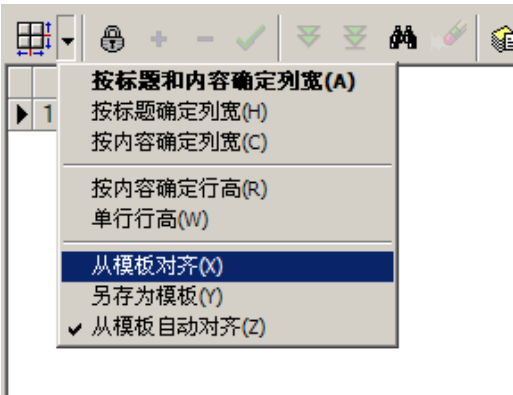 按标题和内容确定列宽(A)
1 按标题确定列宽(H)
按内容确定列宽(C)
按内容确定行高(R)
单行行高(W)
从模板对齐(X)
另存为模板(Y)
从模板自动对齐(Z)